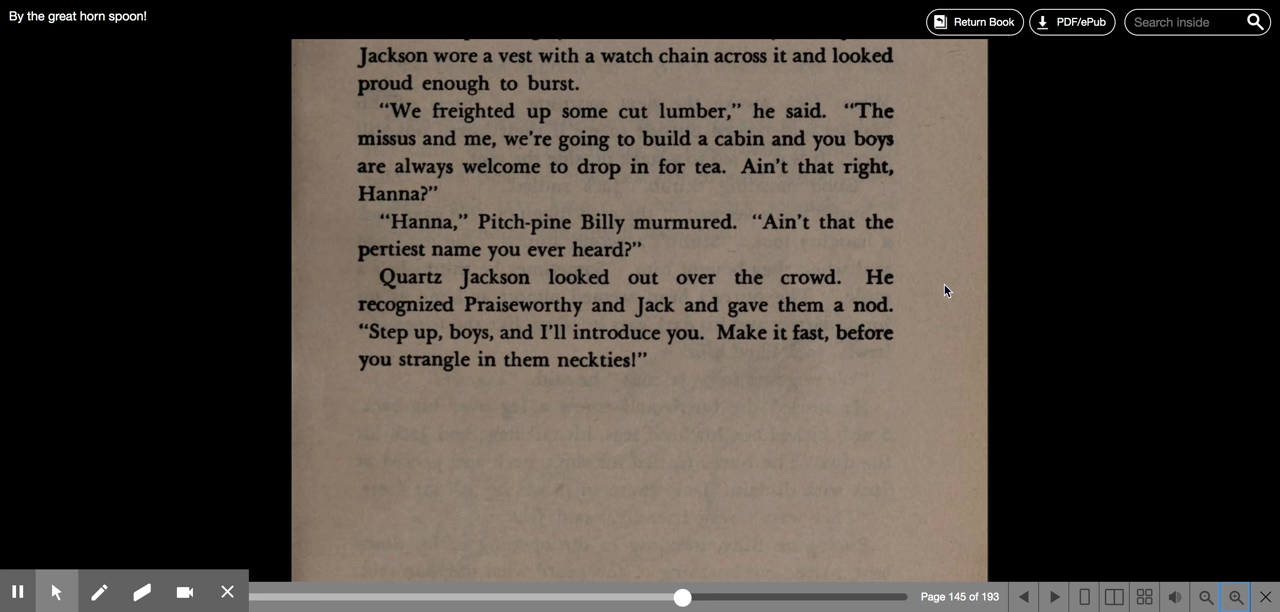 By the great horn spoon!
Return Book
PDF/ePub
Search inside
Jackson wore a vest with a watch chain across it and looked
proud enough to burst.
“We freighted up some cut lumber,” he said. “The
missus and me, we’re going to build a cabin and you boys
are always welcome to drop in for tea. Ain’t that right,
Hanna?”
“Hanna,” Pitch-pine Billy murmured. “Ain’t that the
pertiest name you ever heard?”
Quartz Jackson looked out over the crowd. He
recognized Praiseworthy and Jack and gave them a nod.
“Step up, boys, and I’ll introduce you. Make it fast, before
you strangle in them neckties!”
Page 145 of 193